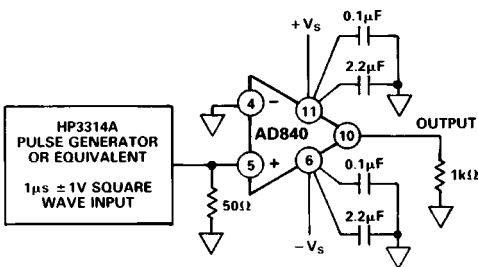 +VS
0.1μF
2.2μF
4
−
11
AD840
10
OUTPUT
HP3314A
PULSE GENERATOR
OR EQUIVALENT
1μs ±1V SQUARE
WAVE INPUT
5
+
6
0.1μF
50Ω
1kΩ
2.2μF
−VS